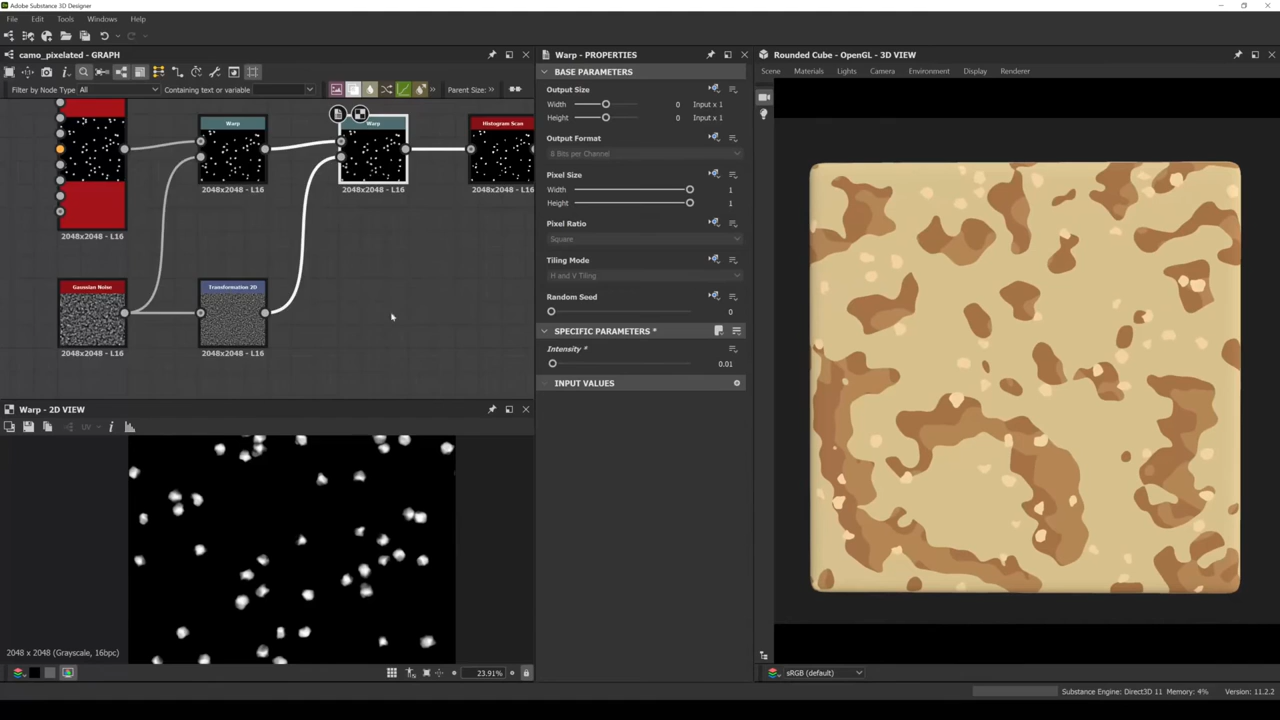 Adobe Substance 3D Designer
File Edit Tools Windows Help
camo_pixelated - GRAPH
Filter by Node Type All Containing text or variable Parent Size: »
Warp
2048x2048 - L16
Warp
2048x2048 - L16
Histogram Scan
2048x2048 - L16
2048x2048 - L16
Gaussian Noise
2048x2048 - L16
Transformation 2D
2048x2048 - L16
Warp - 2D VIEW
UV
2048 x 2048 (Grayscale, 16bpc)
23.91%
Warp - PROPERTIES
BASE PARAMETERS
Output Size
Width 0 Input x 1
Height 0 Input x 1
Output Format
8 Bits per Channel
Pixel Size
Width 1
Height 1
Pixel Ratio
Square
Tiling Mode
H and V Tiling
Random Seed
0
SPECIFIC PARAMETERS *
Intensity *
0.01
INPUT VALUES
Rounded Cube - OpenGL - 3D VIEW
Scene Materials Lights Camera Environment Display Renderer
sRGB (default)
Substance Engine: Direct3D 11 Memory: 4% Version: 11.2.2